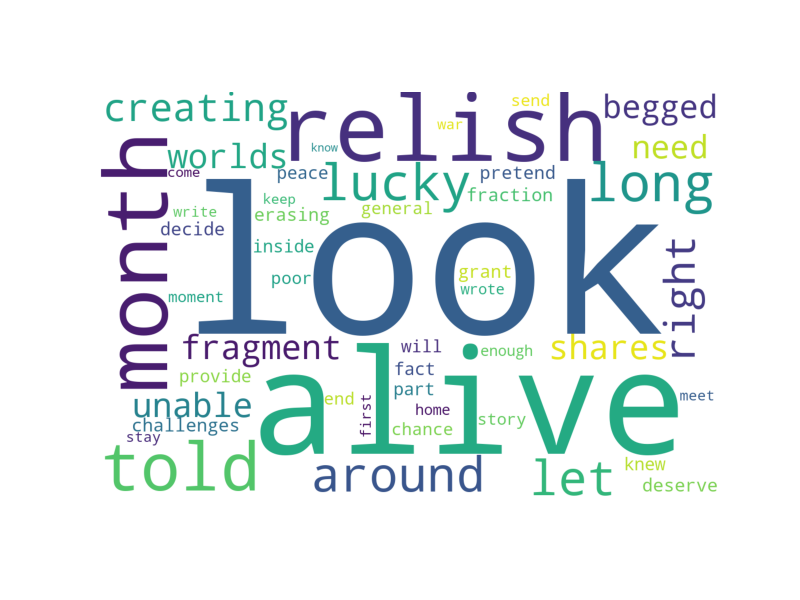 creating
relish
send
begged
war
know
need
worlds
month
come
peace
lucky
pretend
long
fraction
keep
write
erasing
general
decide
look
inside
right
poor
grant
wrote
moment
fragment
will
alive
enough
shares
fact
provide
part
unable
end
first
home
meet
challenges
chance
story
stay
told
around
let
knew
deserve